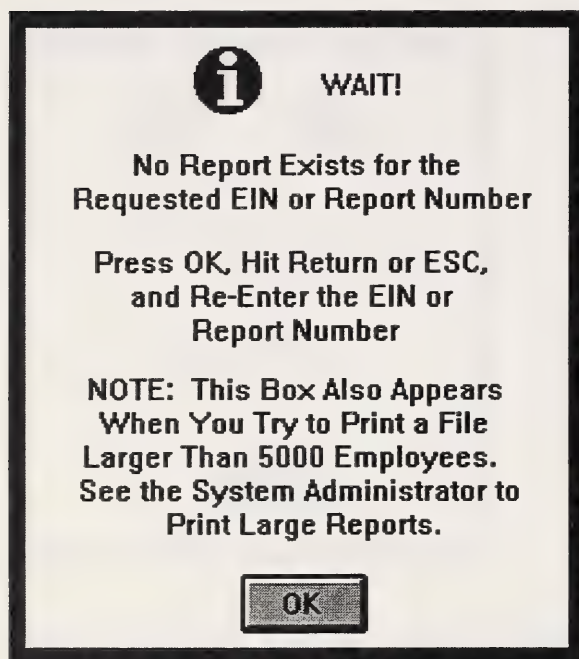 i WAIT!
No Report Exists for the
Requested EIN or Report Number
Press OK, Hit Return or ESC,
and Re-Enter the EIN or
Report Number
NOTE: This Box Also Appears
When You Try to Print a File
Larger Than 5000 Employees.
See the System Administrator to
Print Large Reports.
OK